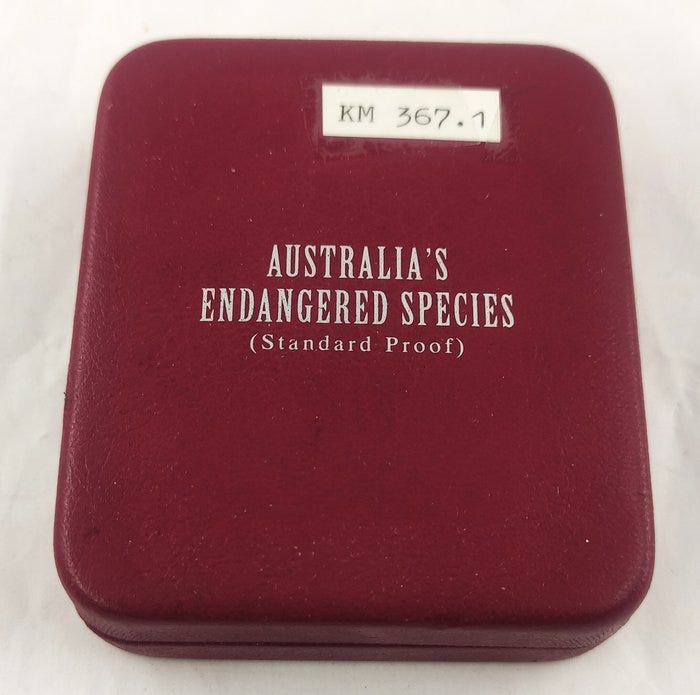 KM 367.1
AUSTRALIA'S
ENDANGERED SPECIES
(Standard Proof)